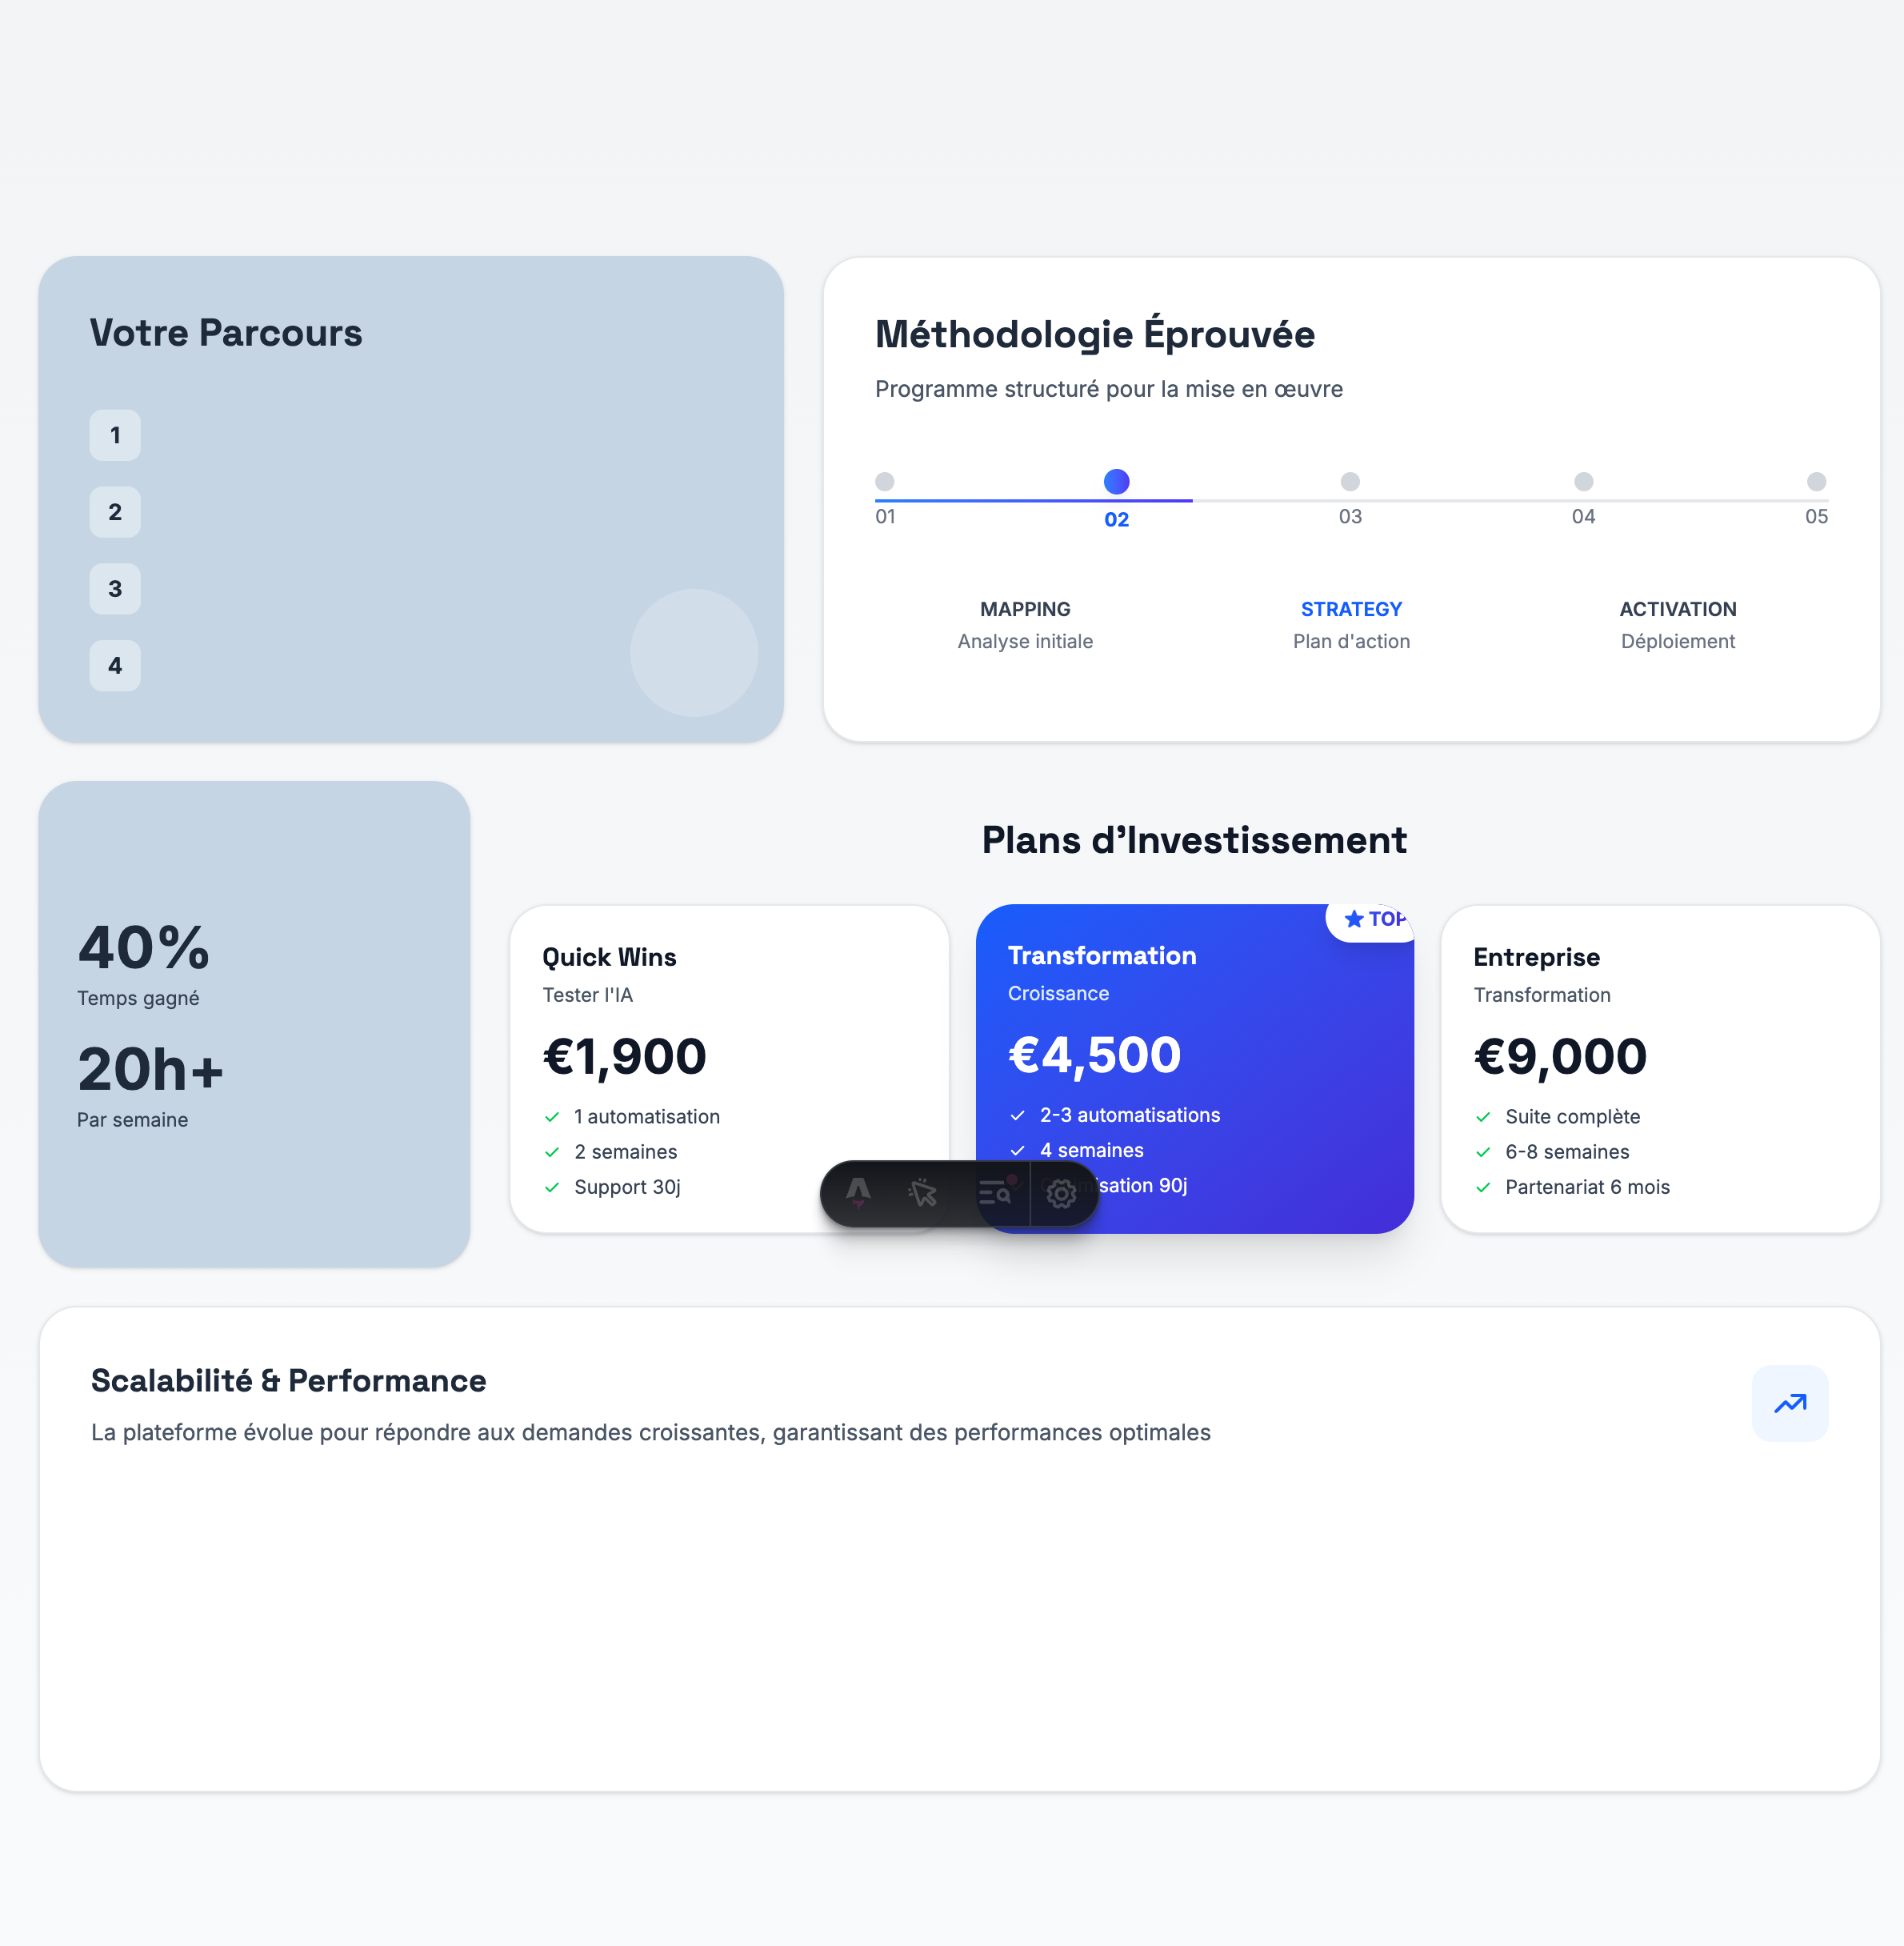 Votre Parcours
1
2
3
4
Méthodologie Éprouvée
Programme structuré pour la mise en œuvre
01 02 03 04 05
MAPPING STRATEGY ACTIVATION
Analyse initiale Plan d'action Déploiement
40%
Temps gagné
20h+
Par semaine
Plans d'Investissement
Quick Wins
Tester l'IA
€1,900
1 automatisation
2 semaines
Support 30j
TOP
Transformation
Croissance
€4,500
2-3 automatisations
4 semaines
90j
Entreprise
Transformation
€9,000
Suite complète
6-8 semaines
Partenariat 6 mois
Scalabilité & Performance
La plateforme évolue pour répondre aux demandes croissantes, garantissant des performances optimales